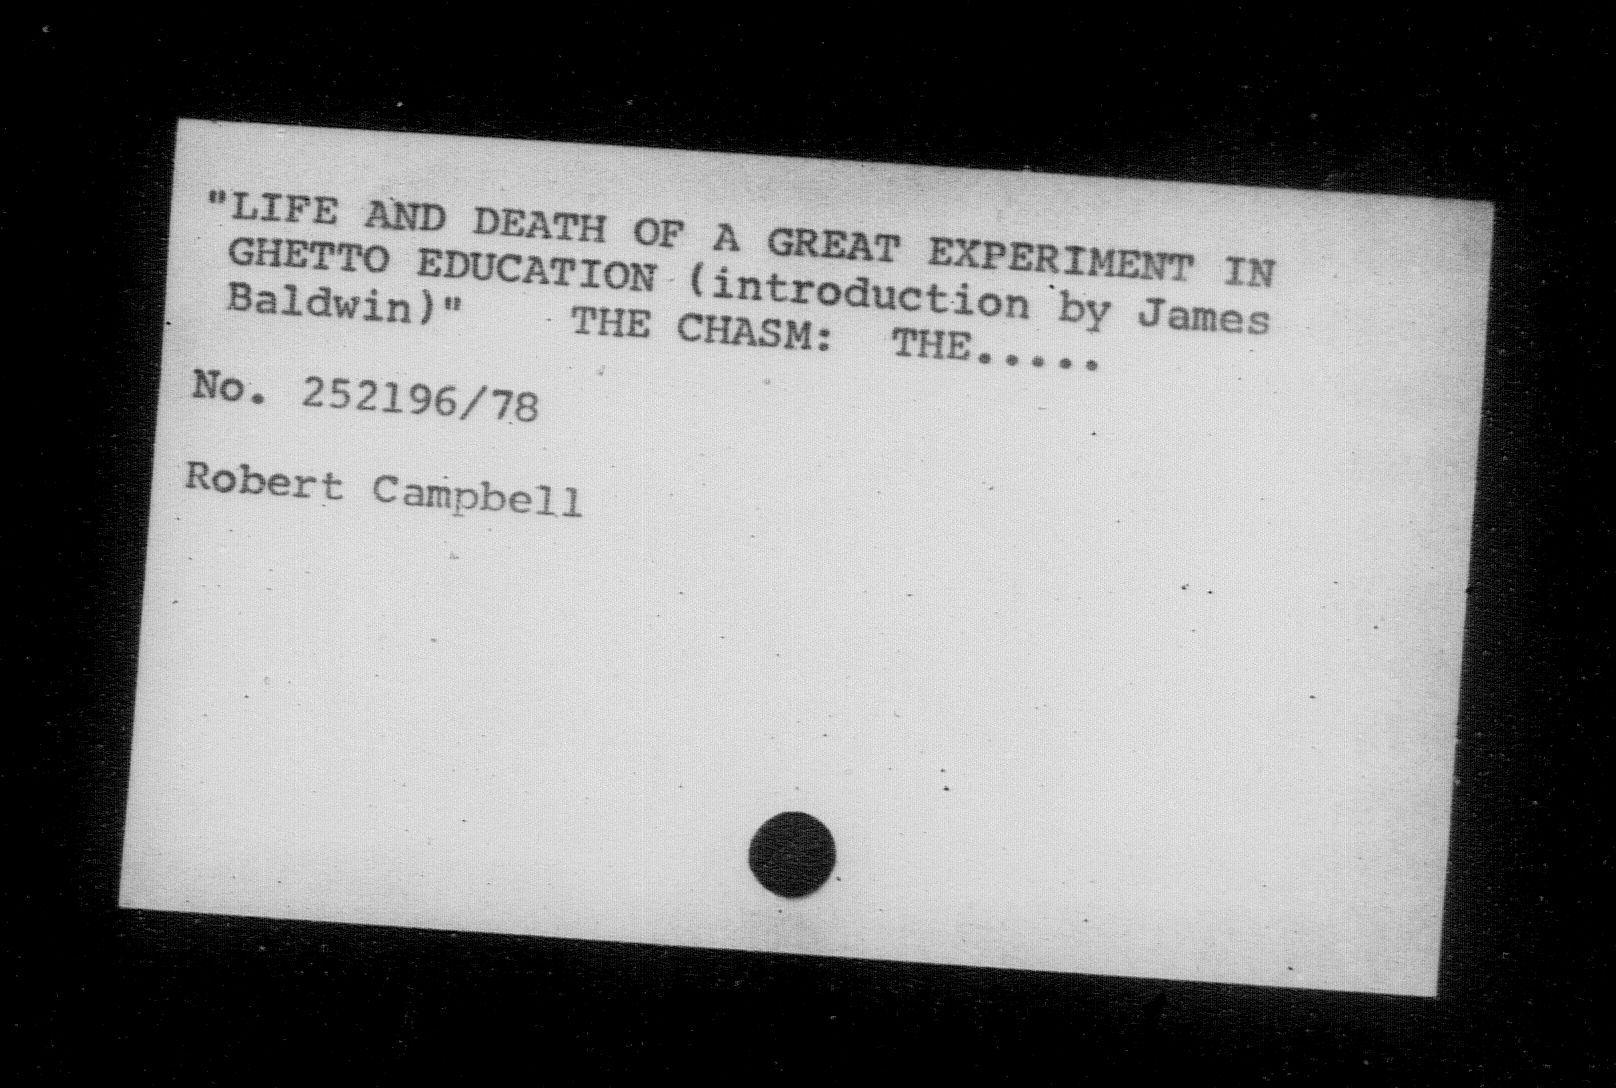 "LIFE AND DEATH OF A GREAT EXPERIMENT IN
GHETTO EDUCATION (introduction by James
Baldwin)" THE CHASM: THE.....
No. 252196/78
Robert Campbell